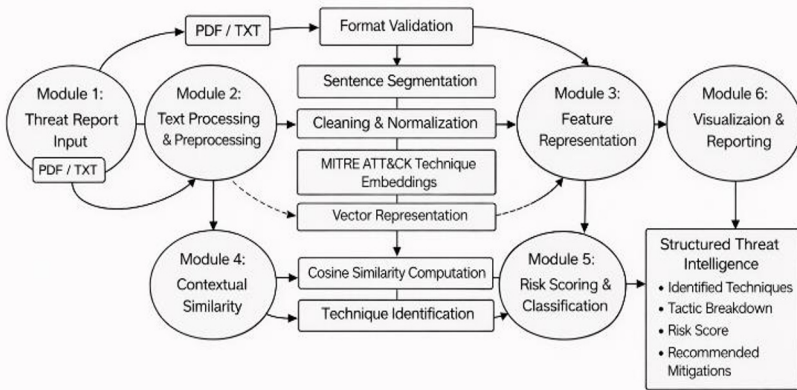 PDF / TXT
Format Validation
Sentence Segmentation
Module 1:
Threat Report
Input
PDF / TXT
Module 2:
Text Processing
& Preprocessing
Cleaning & Normalization
MITRE ATT&CK Technique
Embeddings
Vector Representation
Module 3:
Feature
Representation
Module 6:
Visualizaion &
Reporting
Module 4:
Contextual
Similarity
Cosine Similarity Computation
Technique Identification
Module 5:
Risk Scoring &
Classification
Structured Threat
Intelligence
• Identified Techniques
• Tactic Breakdown
• Risk Score
• Recommended
Mitigations